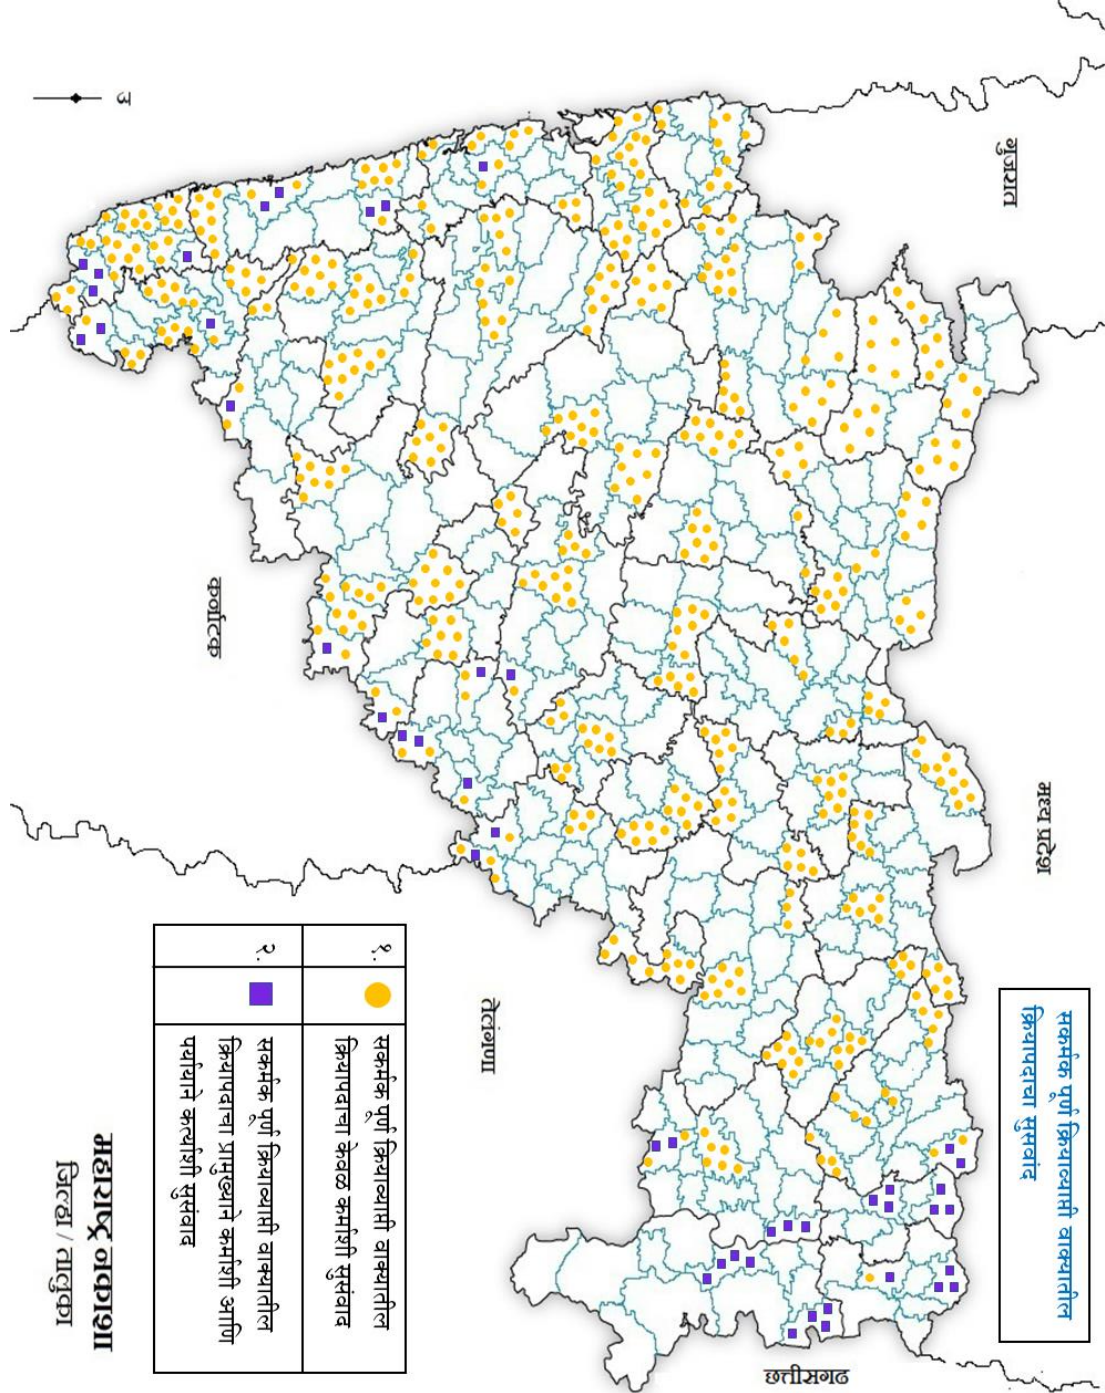 सकर्मक पूर्ण क्रियाव्याप्ती वाक्यातील
क्रियापदाचा सुसंवाद
उ
गुजरात
मध्य प्रदेश
छत्तीसगढ
कर्नाटक
तेलंगणा
१.
सकर्मक पूर्ण क्रियाव्याप्ती वाक्यातील
क्रियापदाचा केवळ कर्माशी सुसंवाद
२.
सकर्मक पूर्ण क्रियाव्याप्ती वाक्यातील
क्रियापदाचा प्रामुख्याने कर्माशी आणि
पर्यायाने कर्त्याशी सुसंवाद
महाराष्ट्र नकाशा
जिल्हा / तालुका